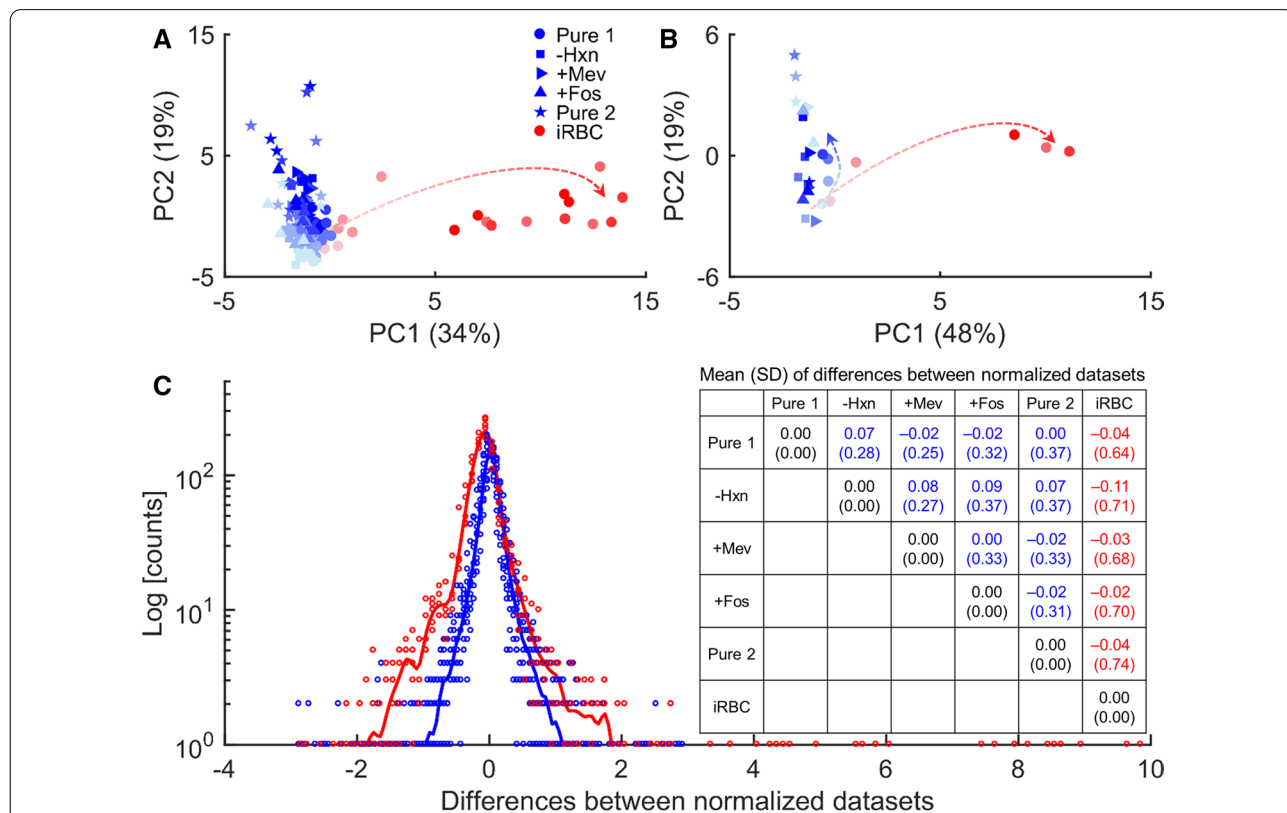 A
15
5
-5
PC2 (19%)
-5
5
15
PC1 (34%)
Pure 1
-Hxn
+Mev
+Fos
Pure 2
iRBC
B
6
0
-6
PC2 (19%)
-5
5
15
PC1 (48%)
C
Log [counts]
10²
10¹
10⁰
-4
-2
0
2
4
6
8
10
Differences between normalized datasets
Mean (SD) of differences between normalized datasets
Pure 1 -Hxn +Mev +Fos Pure 2 iRBC
Pure 1 0.00 0.07 –0.02 –0.02 0.00 –0.04
(0.00) (0.28) (0.25) (0.32) (0.37) (0.64)
-Hxn 0.00 0.08 0.09 0.07 –0.11
(0.00) (0.27) (0.37) (0.37) (0.71)
+Mev 0.00 0.00 –0.02 –0.03
(0.00) (0.33) (0.33) (0.68)
+Fos 0.00 –0.02 –0.02
(0.00) (0.31) (0.70)
Pure 2 0.00 –0.04
(0.00) (0.74)
iRBC 0.00
(0.00)